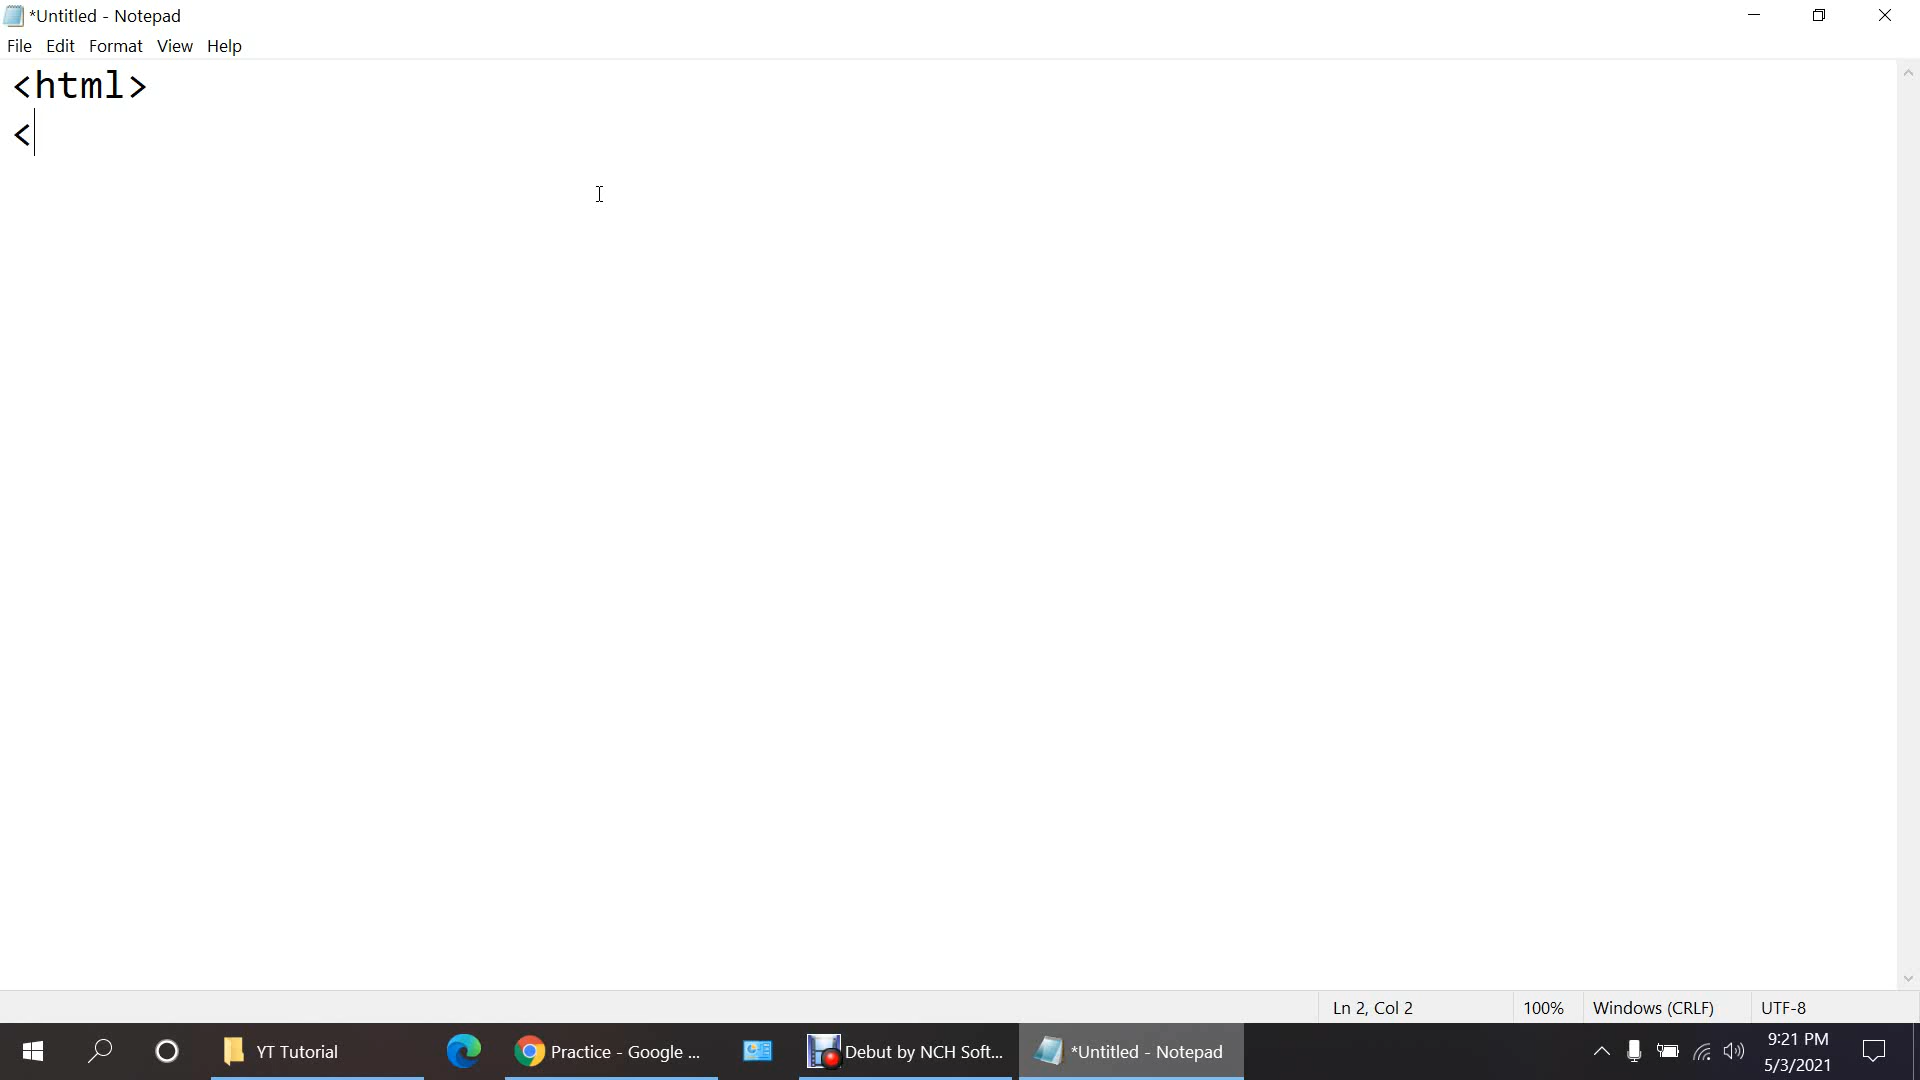 *Untitled - Notepad
File Edit Format View Help
<html>
<
Ln 2, Col 2 100% Windows (CRLF) UTF-8
YT Tutorial Practice - Google ... Debut by NCH Soft... *Untitled - Notepad
9:21 PM
5/3/2021